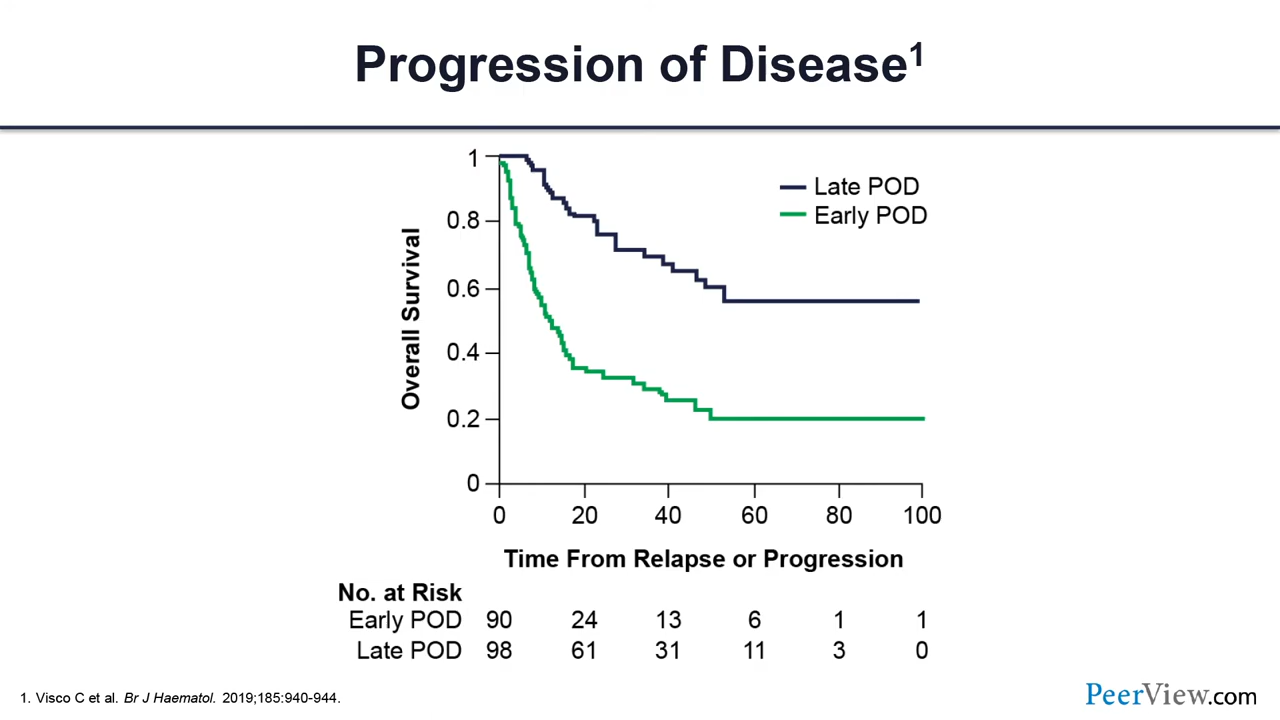 Progression of Disease1
Late POD
Early POD
Overall Survival
1
0.8
0.6
0.4
0.2
0
0 20 40 60 80 100
Time From Relapse or Progression
No. at Risk
Early POD 90 24 13 6 1 1
Late POD 98 61 31 11 3 0
1. Visco C et al. Br J Haematol. 2019;185:940-944.
PeerView.com